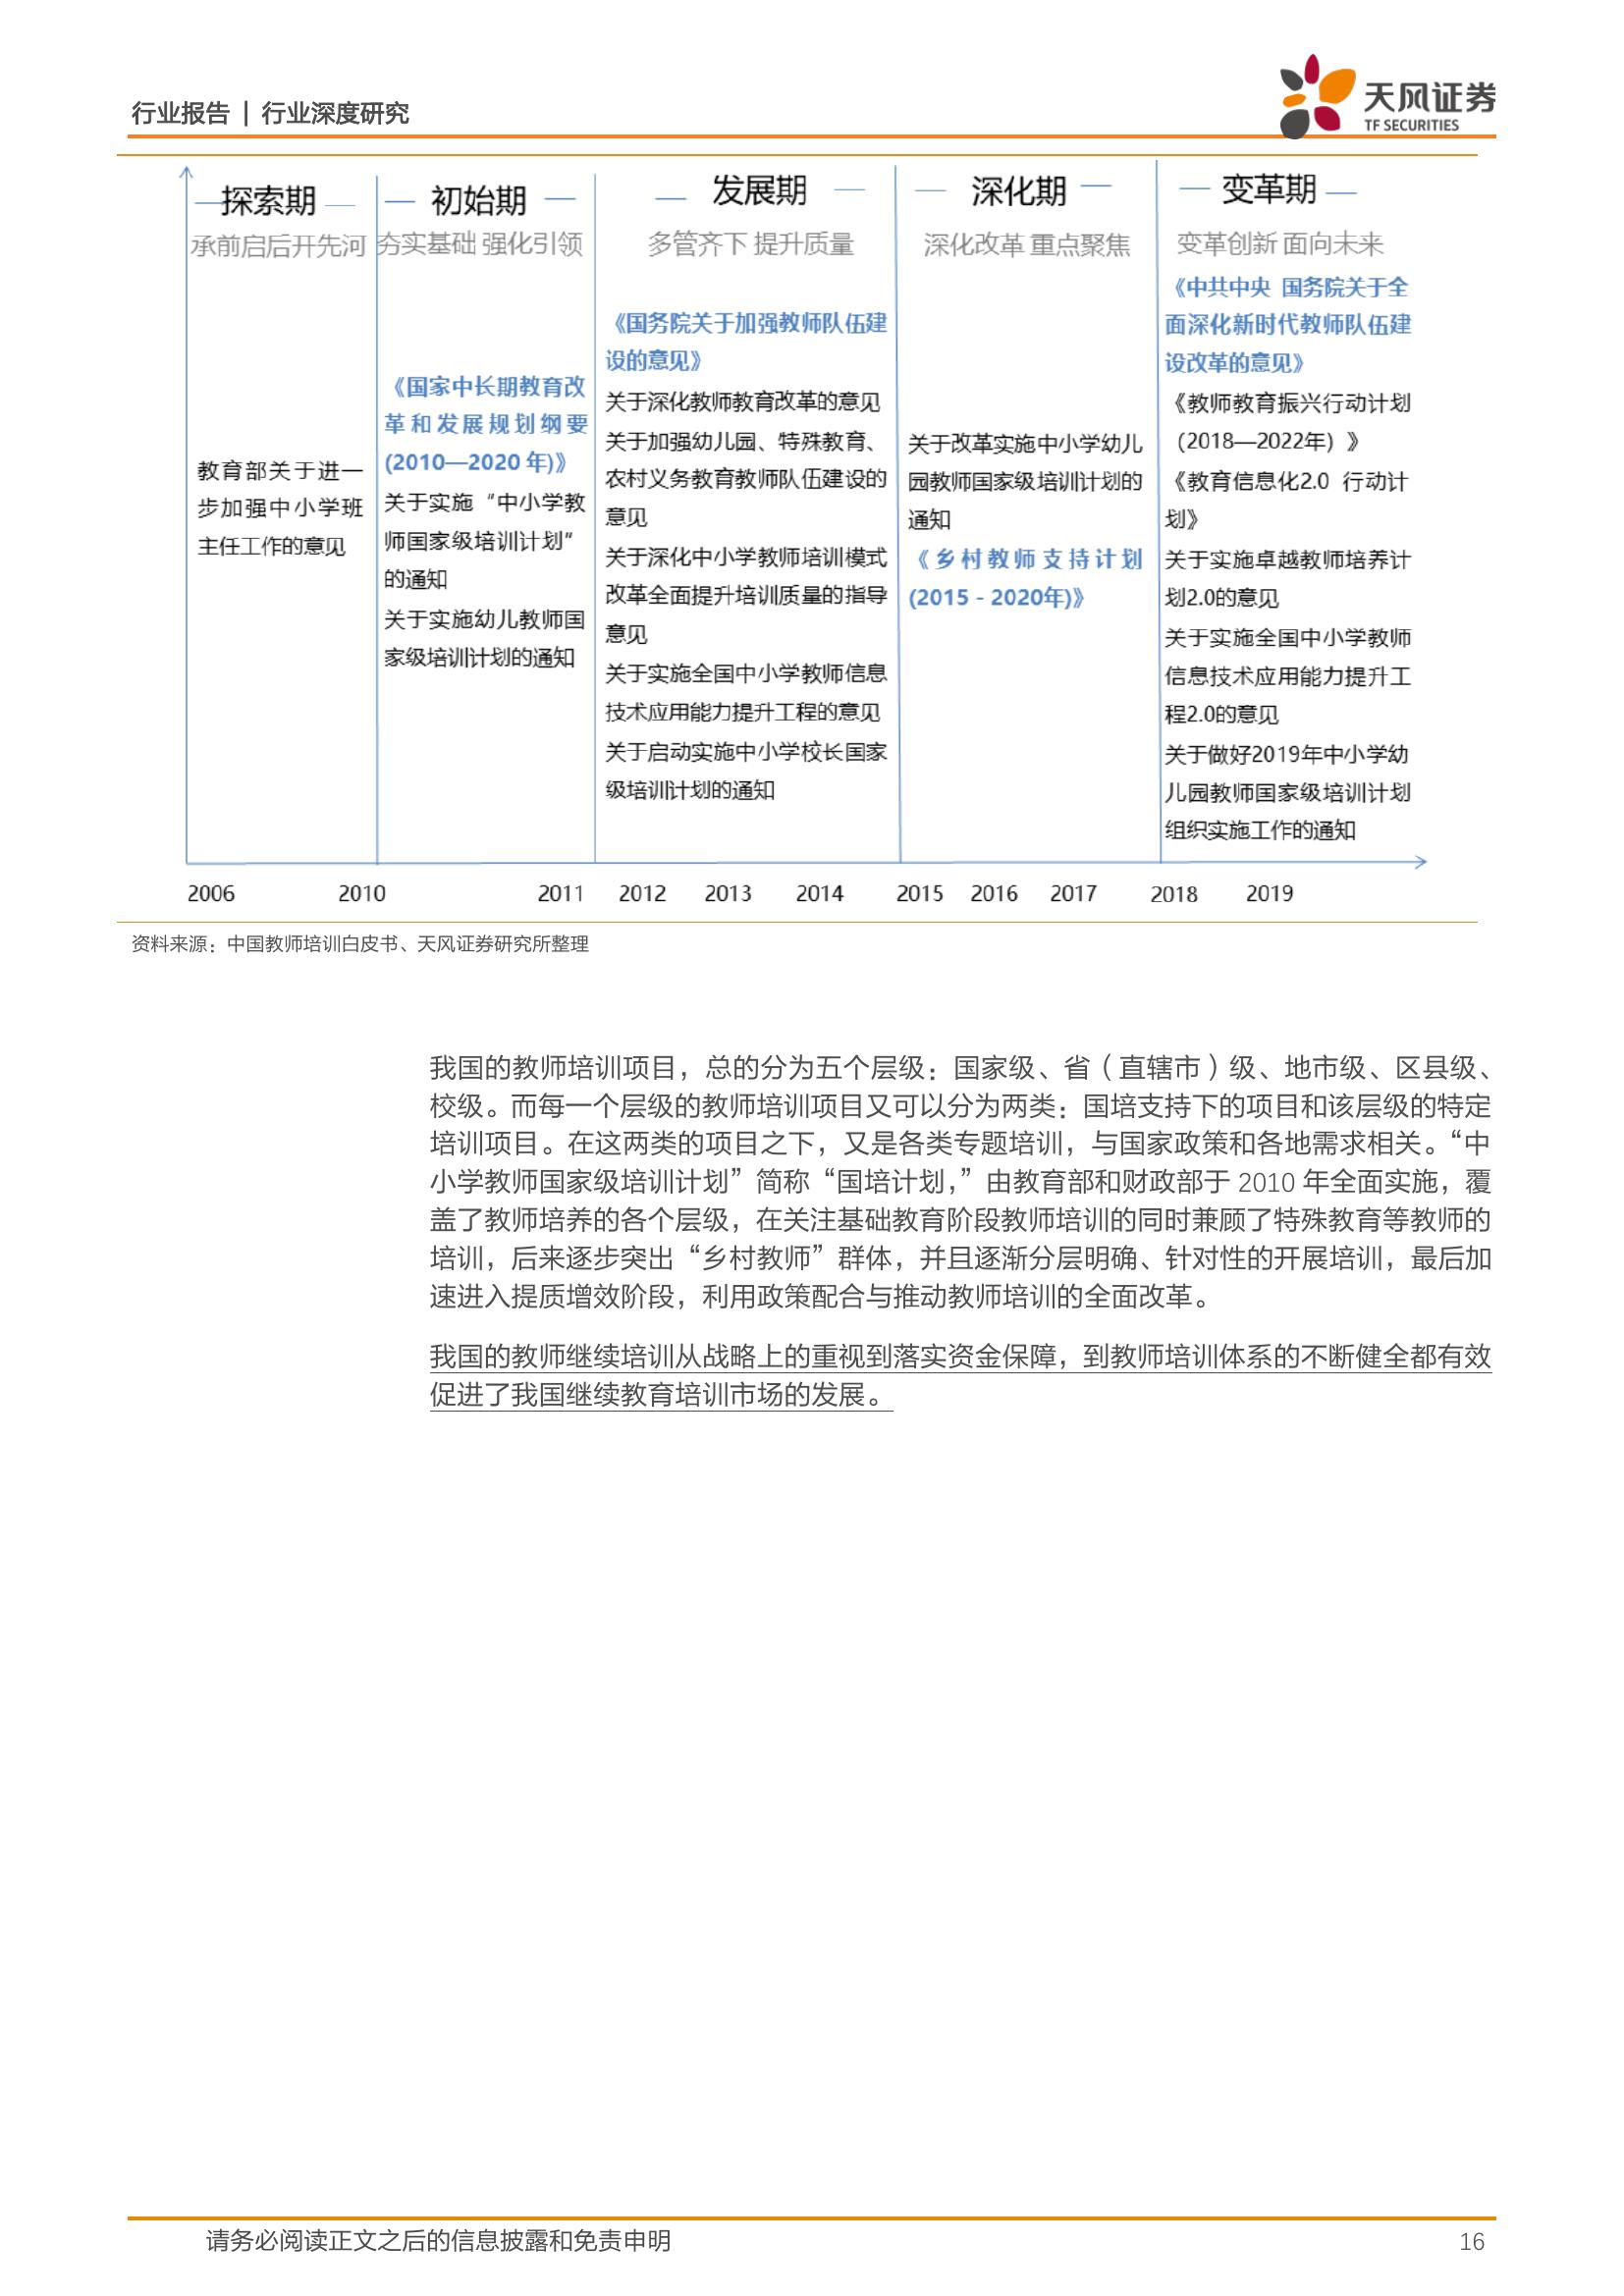 行业报告 | 行业深度研究
天风证券
TF SECURITIES
探索期
承前启后开先河
教育部关于进一
步加强中小学班
主任工作的意见
初始期
夯实基础 强化引领
《国家中长期教育改
革和发展规划纲要
(2010—2020 年)》
关于实施“中小学教
师国家级培训计划”
的通知
关于实施幼儿教师国
家级培训计划的通知
发展期
多管齐下 提升质量
《国务院关于加强教师队伍建
设的意见》
关于深化教师教育改革的意见
关于加强幼儿园、特殊教育、
农村义务教育教师队伍建设的
意见
关于深化中小学教师培训模式
改革全面提升培训质量的指导
意见
关于实施全国中小学教师信息
技术应用能力提升工程的意见
关于启动实施中小学校长国家
级培训计划的通知
深化期
深化改革 重点聚焦
关于改革实施中小学幼儿
园教师国家级培训计划的
通知
《乡村教师支持计划
(2015 - 2020年)》
变革期
变革创新 面向未来
《中共中央 国务院关于全
面深化新时代教师队伍建
设改革的意见》
《教师教育振兴行动计划
（2018—2022年）》
《教育信息化2.0 行动计
划》
关于实施卓越教师培养计
划2.0的意见
关于实施全国中小学教师
信息技术应用能力提升工
程2.0的意见
关于做好2019年中小学幼
儿园教师国家级培训计划
组织实施工作的通知
2006 2010 2011 2012 2013 2014 2015 2016 2017 2018 2019
资料来源：中国教师培训白皮书、天风证券研究所整理
我国的教师培训项目，总的分为五个层级：国家级、省（直辖市）级、地市级、区县级、
校级。而每一个层级的教师培训项目又可以分为两类：国培支持下的项目和该层级的特定
培训项目。在这两类的项目之下，又是各类专题培训，与国家政策和各地需求相关。“中
小学教师国家级培训计划”简称“国培计划，”由教育部和财政部于 2010 年全面实施，覆
盖了教师培养的各个层级，在关注基础教育阶段教师培训的同时兼顾了特殊教育等教师的
培训，后来逐步突出“乡村教师”群体，并且逐渐分层明确、针对性的开展培训，最后加
速进入提质增效阶段，利用政策配合与推动教师培训的全面改革。
我国的教师继续培训从战略上的重视到落实资金保障，到教师培训体系的不断健全都有效
促进了我国继续教育培训市场的发展。
请务必阅读正文之后的信息披露和免责申明
16